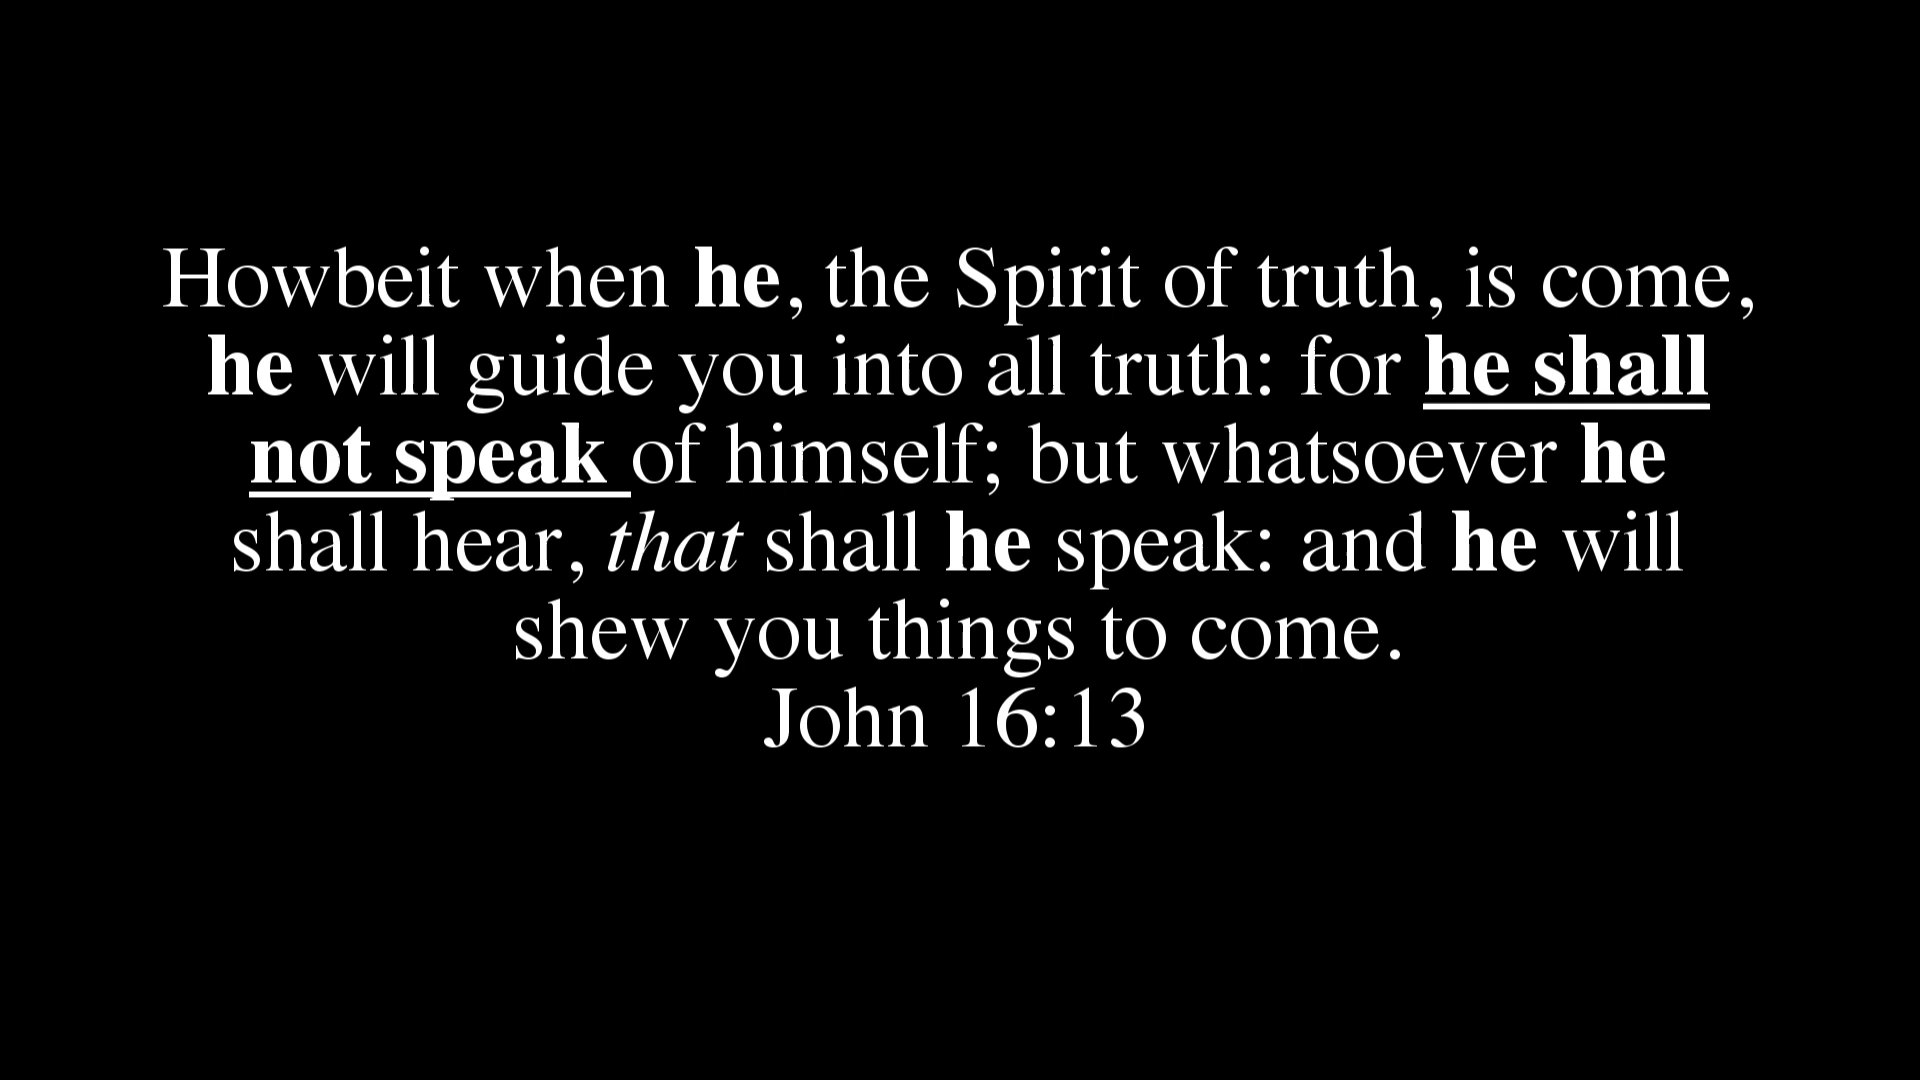 Howbeit when he, the Spirit of truth, is come,
he will guide you into all truth: for he shall
not speak of himself; but whatsoever he
shall hear, that shall he speak: and he will
shew you things to come.
John 16:13